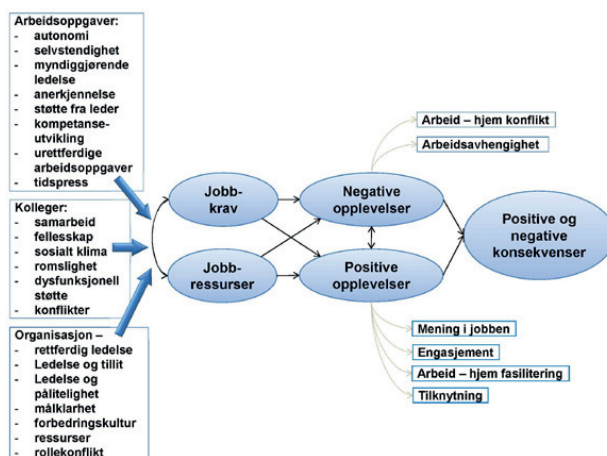 Arbeidsoppgaver:
- autonomi
- selvstendighet
- myndiggjørende
ledelse
- anerkjennelse
- støtte fra leder
- kompetanse-
utvikling
- urettferdige
arbeidsoppgaver
- tidspress
Kolleger:
- samarbeid
- fellesskap
- sosialt klima
- romslighet
- dysfunksjonell
støtte
- konflikter
Organisasjon –
- rettferdig ledelse
- Ledelse og tillit
- Ledelse og
pålitelighet
- målklarhet
- forbedringskultur
- ressurser
- rollekonflikt
Jobb-
krav
Jobb-
ressurser
Negative
opplevelser
Positive
opplevelser
Arbeid – hjem konflikt
Arbeidsavhengighet
Mening i jobben
Engasjement
Arbeid – hjem fasilitering
Tilknytning
Positive og
negative
konsekvenser